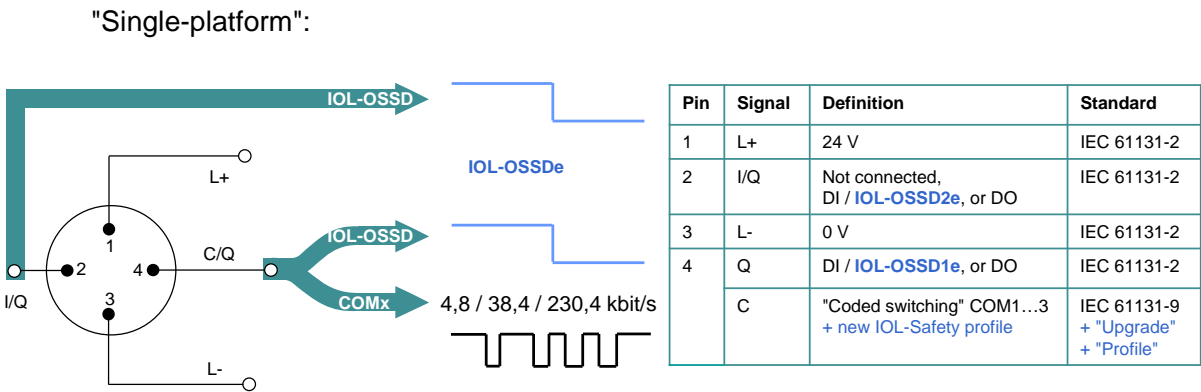 "Single-platform":
IOL-OSSD
IOL-OSSDe
L+
1
2
4
3
C/Q
I/Q
L-
IOL-OSSD
COMx
4,8 / 38,4 / 230,4 kbit/s
Pin Signal Definition Standard
1 L+ 24 V IEC 61131-2
2 I/Q Not connected, IEC 61131-2
DI / IOL-OSSD2e, or DO
3 L- 0 V IEC 61131-2
4 Q DI / IOL-OSSD1e, or DO IEC 61131-2
C "Coded switching" COM1…3 IEC 61131-9
+ new IOL-Safety profile + "Upgrade"
+ "Profile"